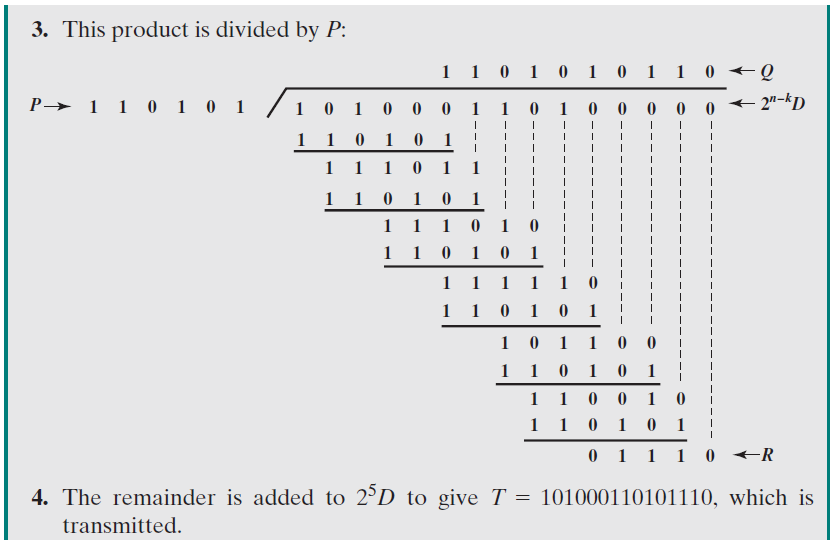 3. This product is divided by P:
1 1 0 1 0 1 0 1 1 0 ← Q
P → 1 1 0 1 0 1 / 1 0 1 0 0 0 1 1 0 1 0 0 0 0 0 ← 2ⁿ⁻ᵏD
1 1 0 1 0 1
1 1 1 0 1 1
1 1 0 1 0 1
1 1 1 0 1 0
1 1 0 1 0 1
1 1 1 1 1 0
1 1 0 1 0 1
1 0 1 1 0 0
1 1 0 1 0 1
1 1 0 0 1 0
1 1 0 1 0 1
0 1 1 1 0 ← R
4. The remainder is added to 2⁵D to give T = 101000110101110, which is
transmitted.